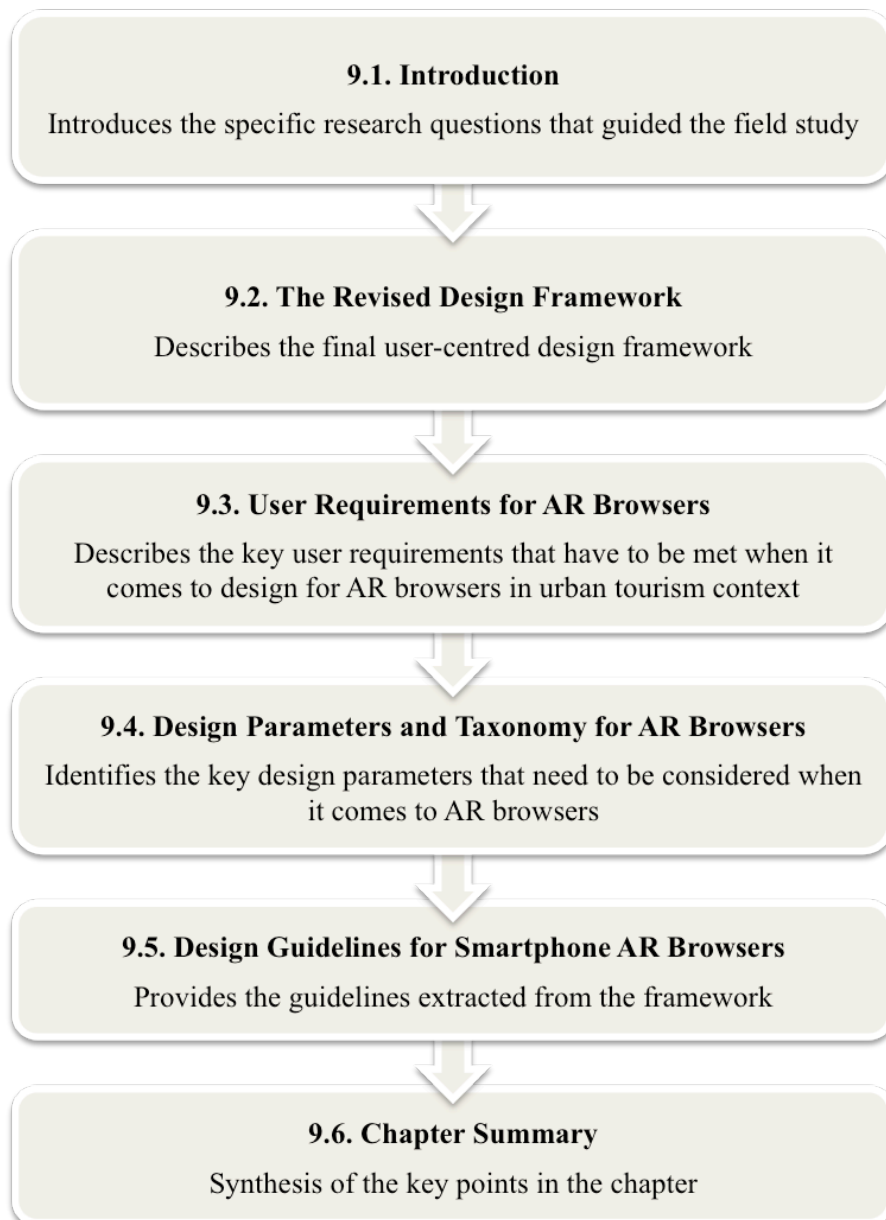 9.1. Introduction
Introduces the specific research questions that guided the field study
9.2. The Revised Design Framework
Describes the final user-centred design framework
9.3. User Requirements for AR Browsers
Describes the key user requirements that have to be met when it
comes to design for AR browsers in urban tourism context
9.4. Design Parameters and Taxonomy for AR Browsers
Identifies the key design parameters that need to be considered when
it comes to AR browsers
9.5. Design Guidelines for Smartphone AR Browsers
Provides the guidelines extracted from the framework
9.6. Chapter Summary
Synthesis of the key points in the chapter